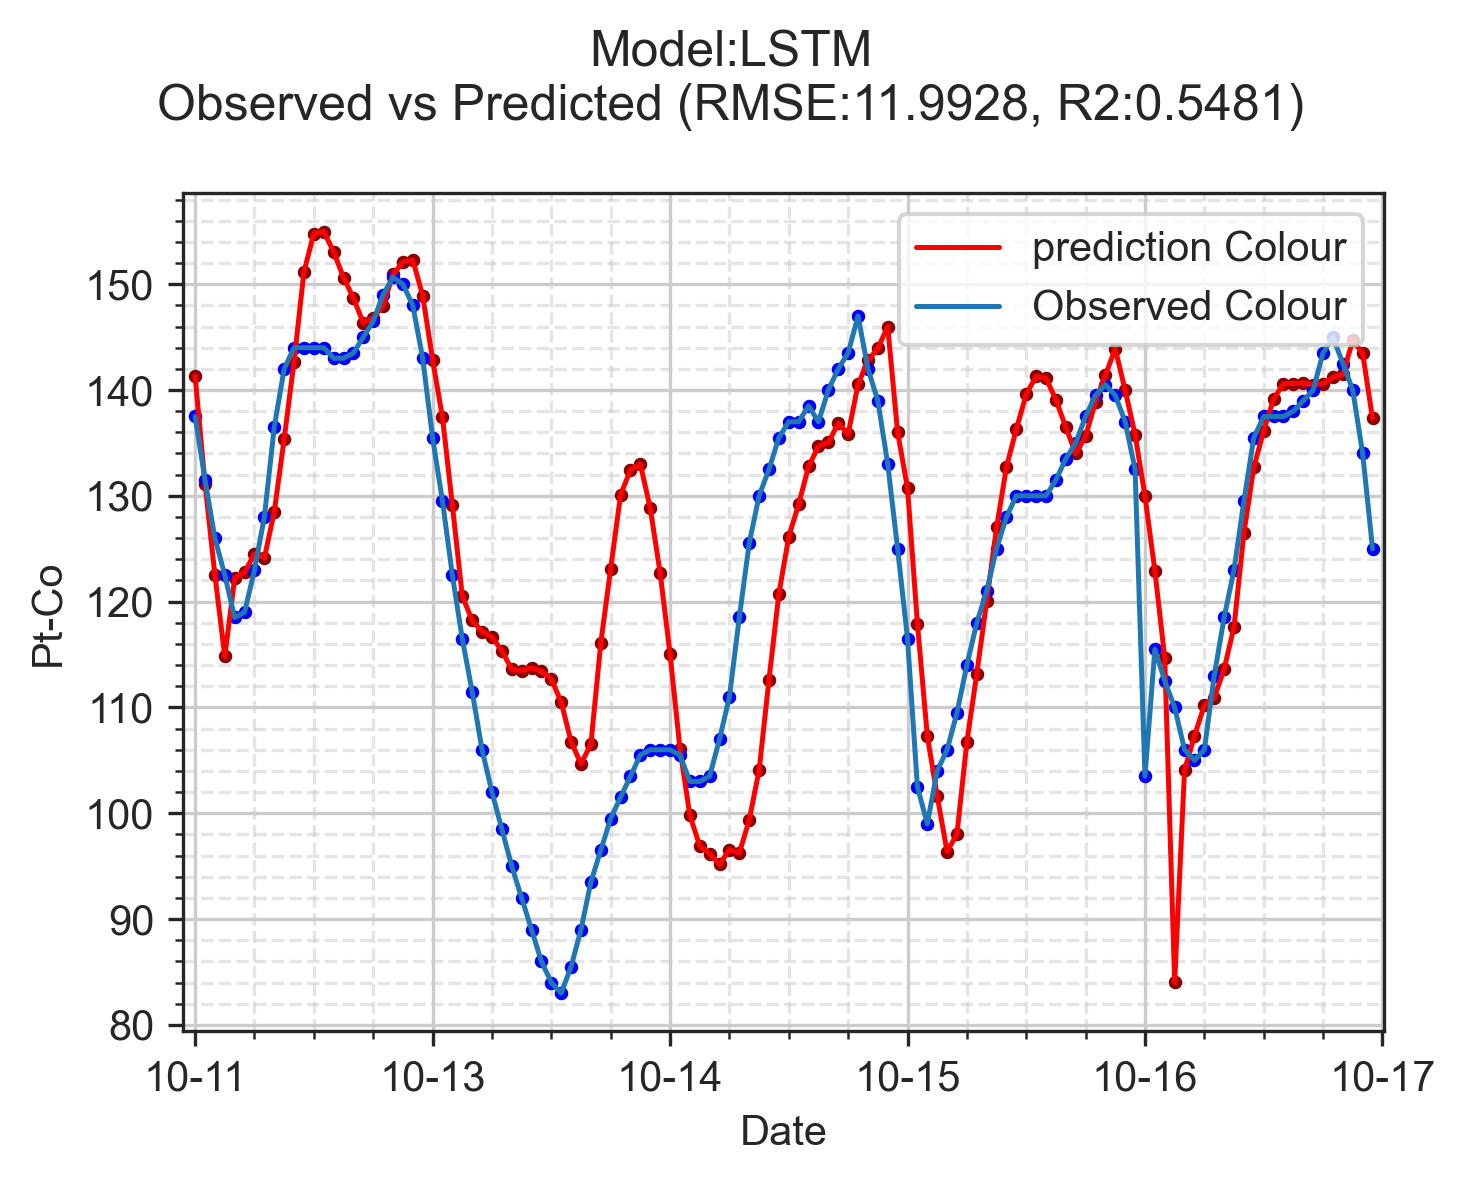 Model:LSTM
Observed vs Predicted (RMSE:11.9928, R2:0.5481)
prediction Colour
Observed Colour
150
140
130
120
110
100
90
80
Pt-Co
10-11 10-13 10-14 10-15 10-16 10-17
Date